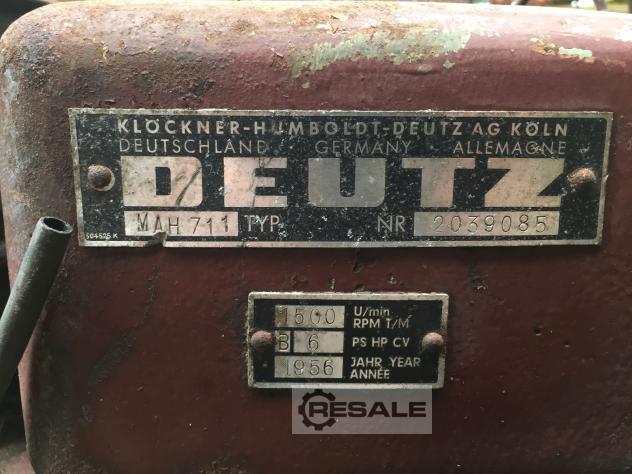 KLÖCKNER-HUMBOLDT-DEUTZ AG KÖLN
DEUTSCHLAND · GERMANY · ALLEMAGNE
DEUTZ
MAH 711 TYP NR 2039085
504525 K
1500 U/min RPM T/M
B 6 PS HP CV
1956 JAHR YEAR ANNÉE
RESALE